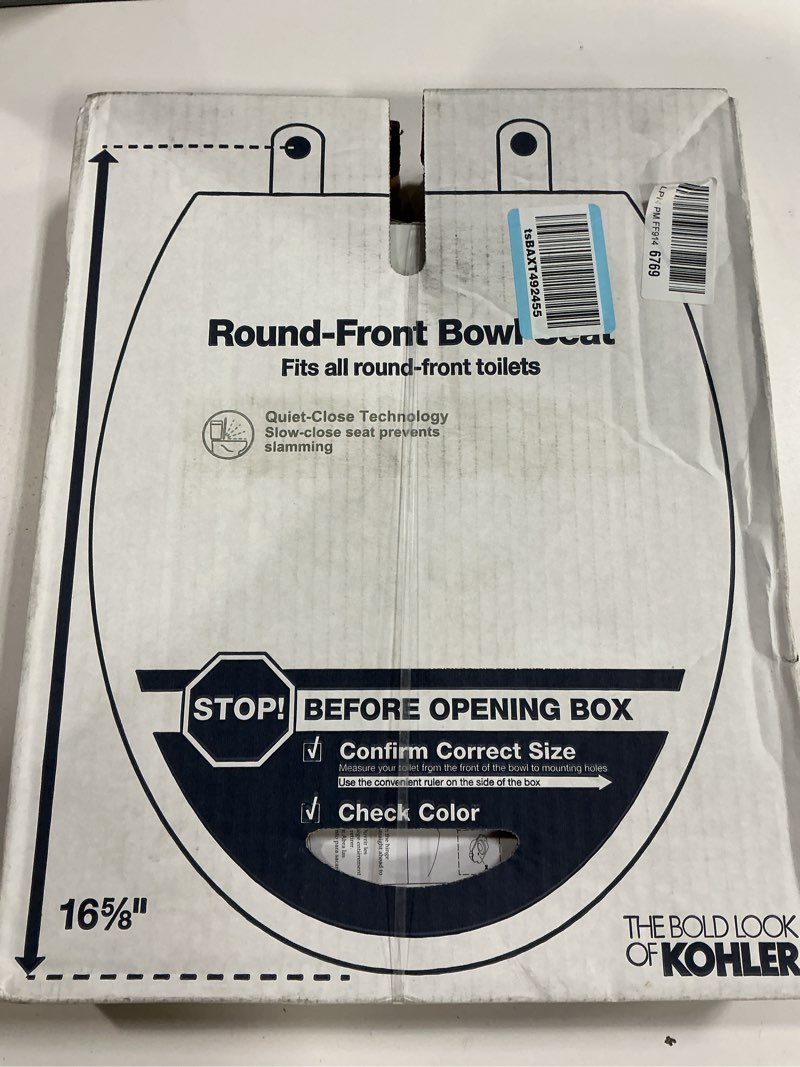 PM FF914 6769
tsBAXT492455
Round-Front Bowl Seat
Fits all round-front toilets
Quiet-Close Technology
Slow-close seat prevents
slamming
STOP! BEFORE OPENING BOX
Confirm Correct Size
Measure your toilet from the front of the bowl to mounting holes
Use the convenient ruler on the side of the box
Check Color
16⅝"
THE BOLD LOOK
OF KOHLER